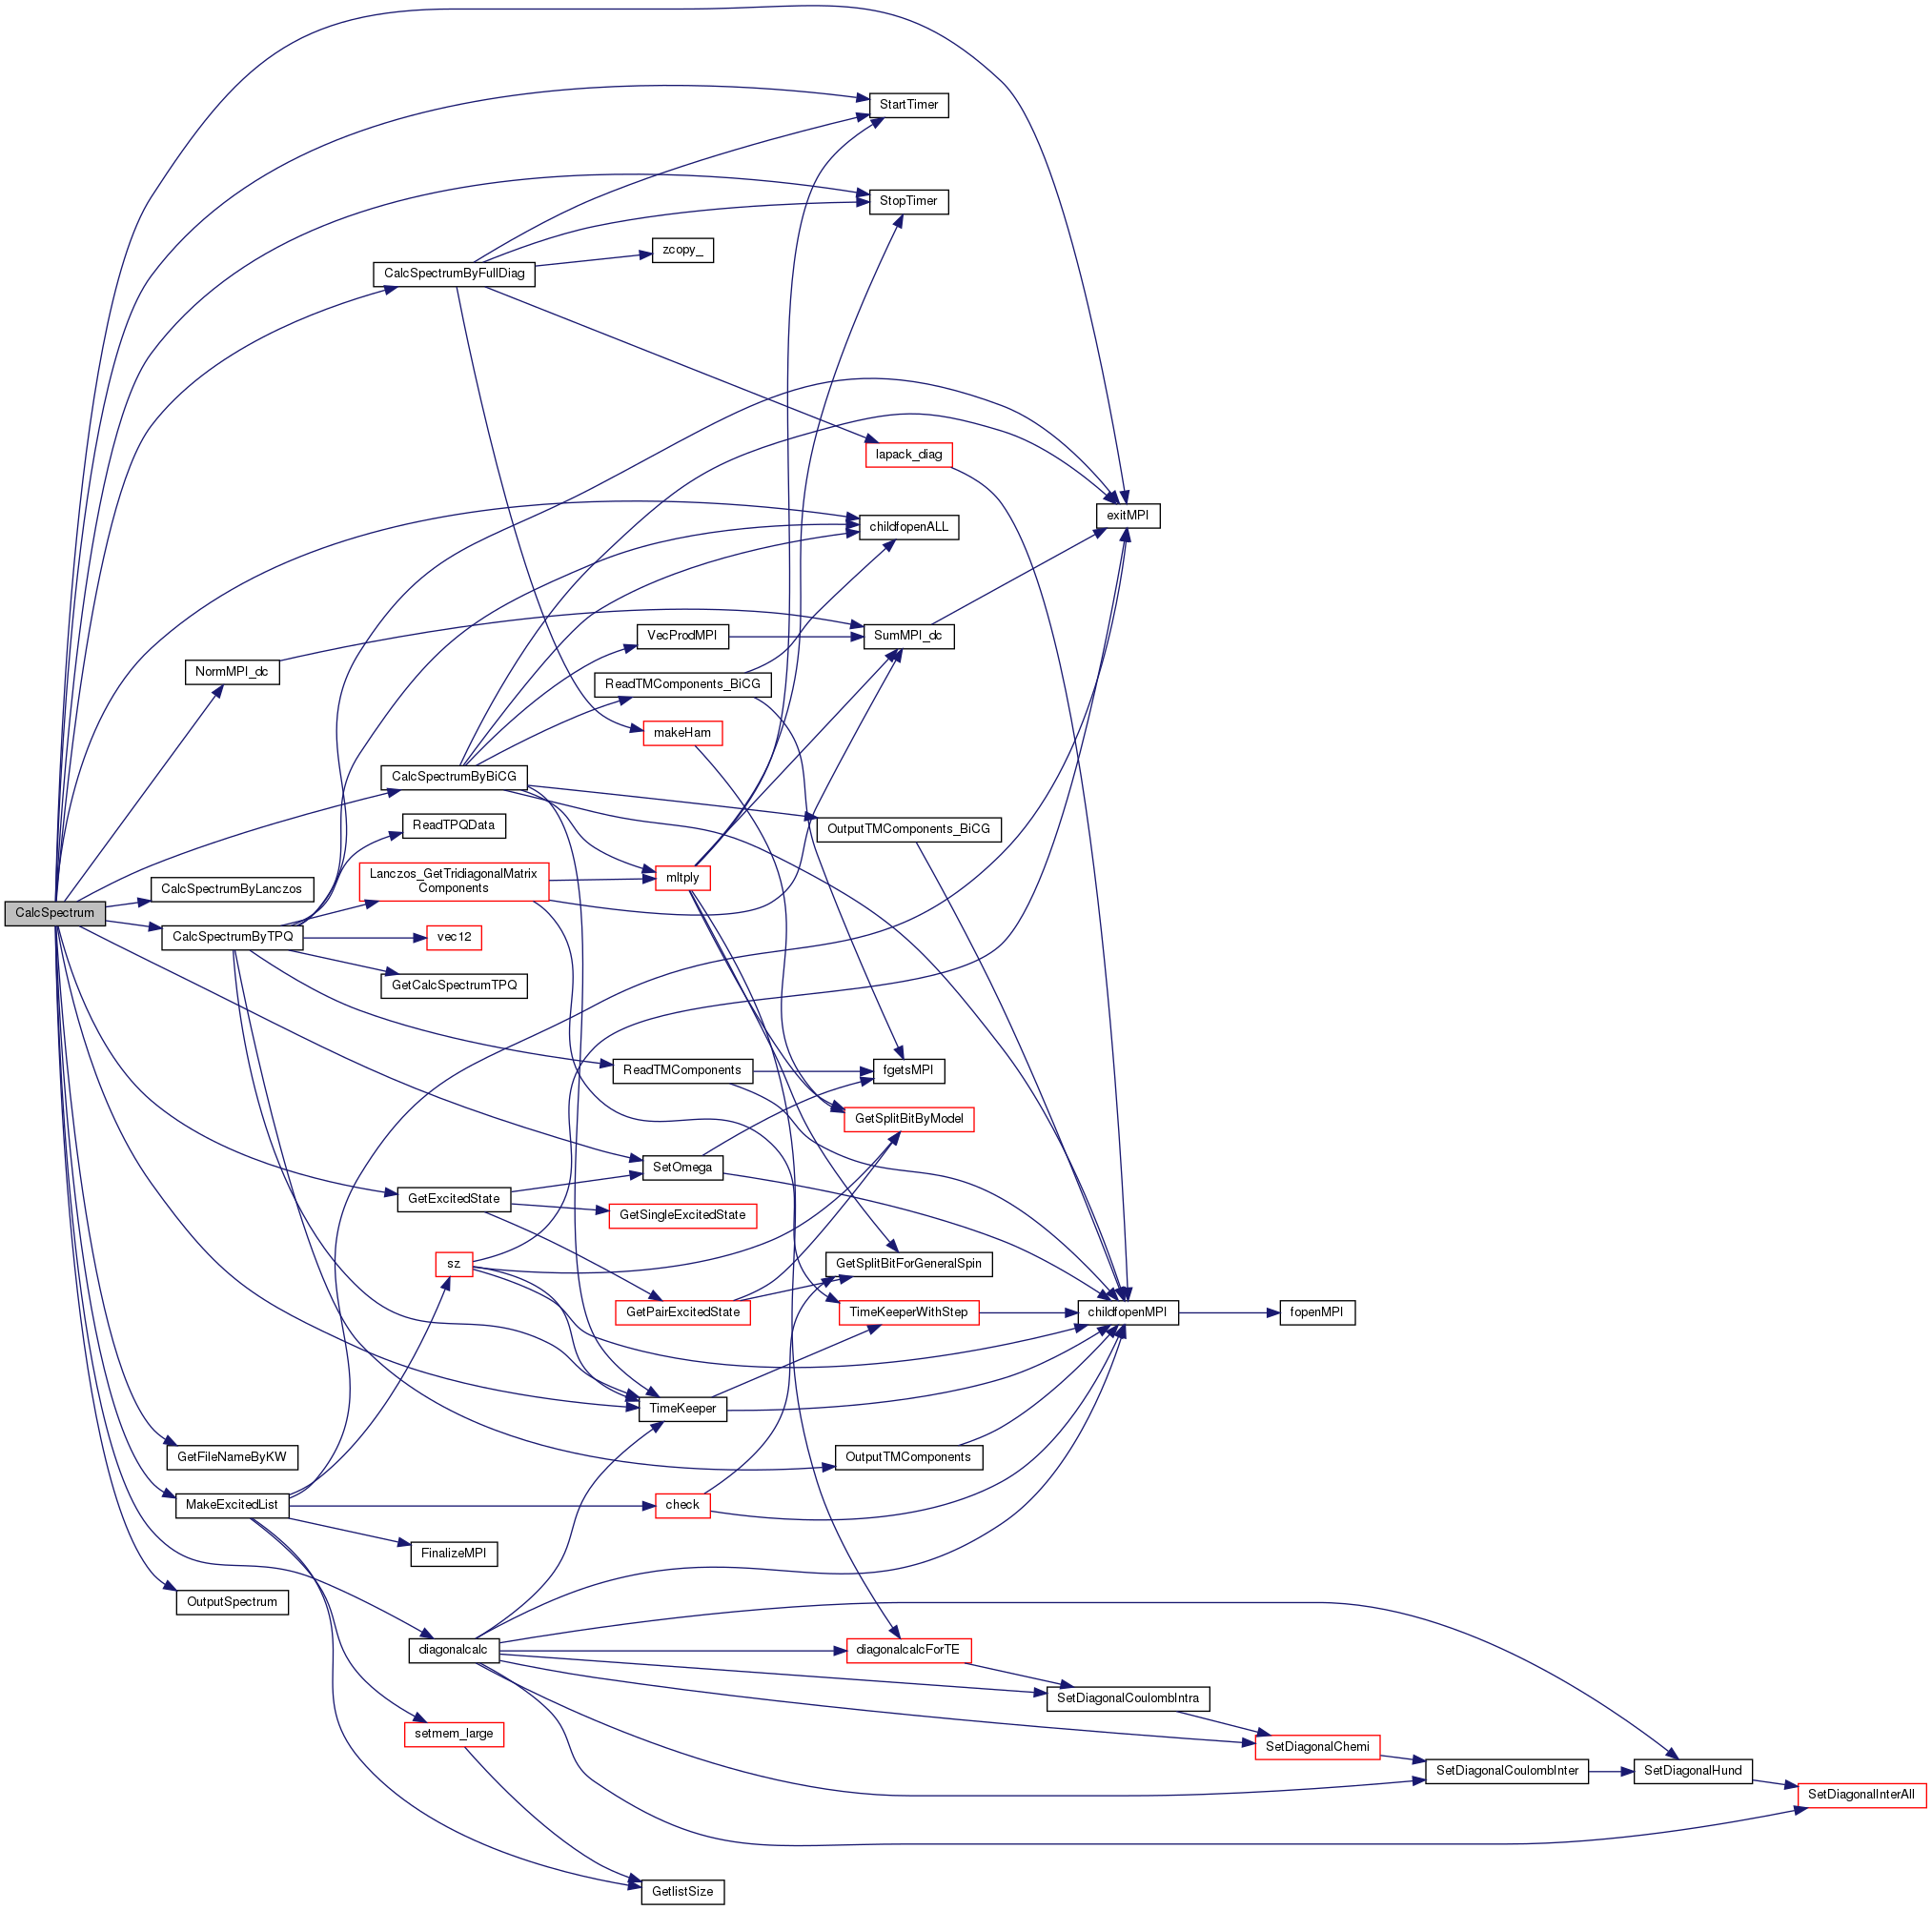 StartTimer
StopTimer
zcopy_
CalcSpectrumByFullDiag
lapack_diag
exitMPI
childfopenALL
VecProdMPI
SumMPI_dc
NormMPI_dc
ReadTMComponents_BiCG
makeHam
CalcSpectrumByBiCG
ReadTPQData
OutputTMComponents_BiCG
Lanczos_GetTridiagonalMatrix
Components
mltply
CalcSpectrumByLanczos
CalcSpectrum
CalcSpectrumByTPQ
vec12
GetCalcSpectrumTPQ
ReadTMComponents
fgetsMPI
GetSplitBitByModel
SetOmega
GetExcitedState
GetSingleExcitedState
sz
GetSplitBitForGeneralSpin
GetPairExcitedState
TimeKeeperWithStep
childfopenMPI
fopenMPI
TimeKeeper
GetFileNameByKW
OutputTMComponents
MakeExcitedList
check
FinalizeMPI
OutputSpectrum
diagonalcalc
diagonalcalcForTE
SetDiagonalCoulombIntra
setmem_large
SetDiagonalChemi
SetDiagonalCoulombInter
SetDiagonalHund
SetDiagonalInterAll
GetlistSize